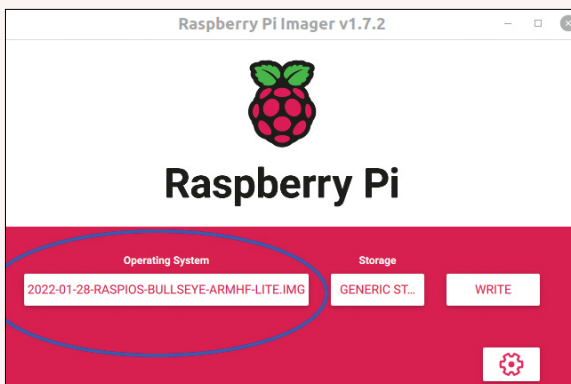 Raspberry Pi Imager v1.7.2
Raspberry Pi
Operating System
Storage
2022-01-28-RASPIOS-BULLSEYE-ARMHF-LITE.IMG
GENERIC ST...
WRITE